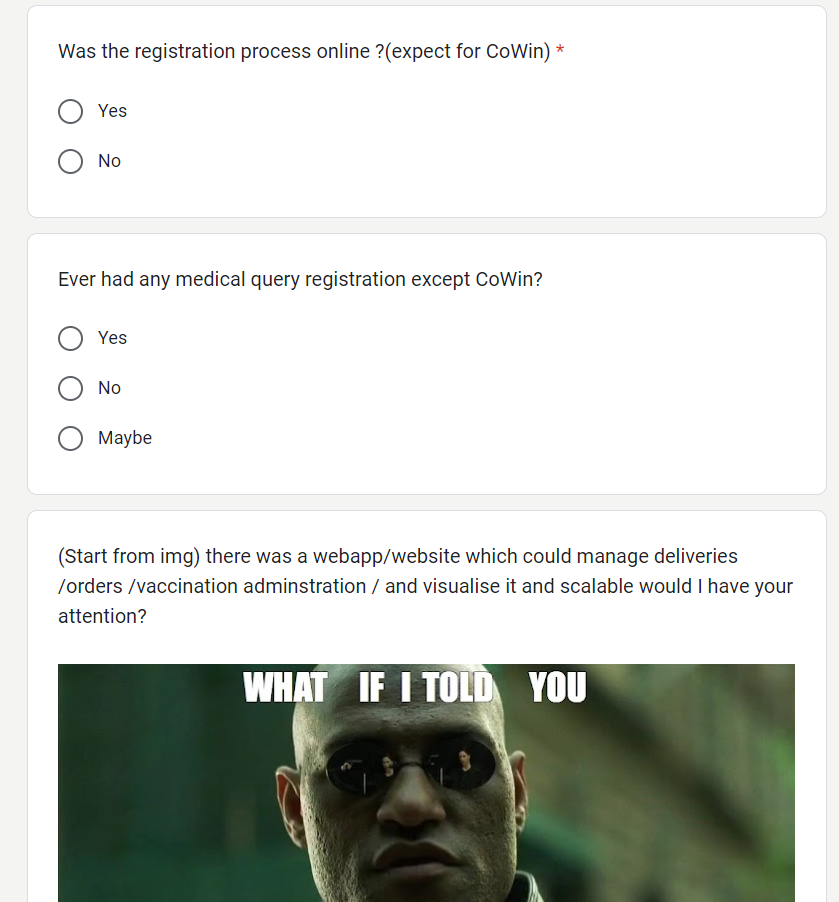 Was the registration process online ?(expect for CoWin) *
Yes
No
Ever had any medical query registration except CoWin?
Yes
No
Maybe
(Start from img) there was a webapp/website which could manage deliveries
/orders /vaccination adminstration / and visualise it and scalable would I have your
attention?
WHAT IF I TOLD YOU